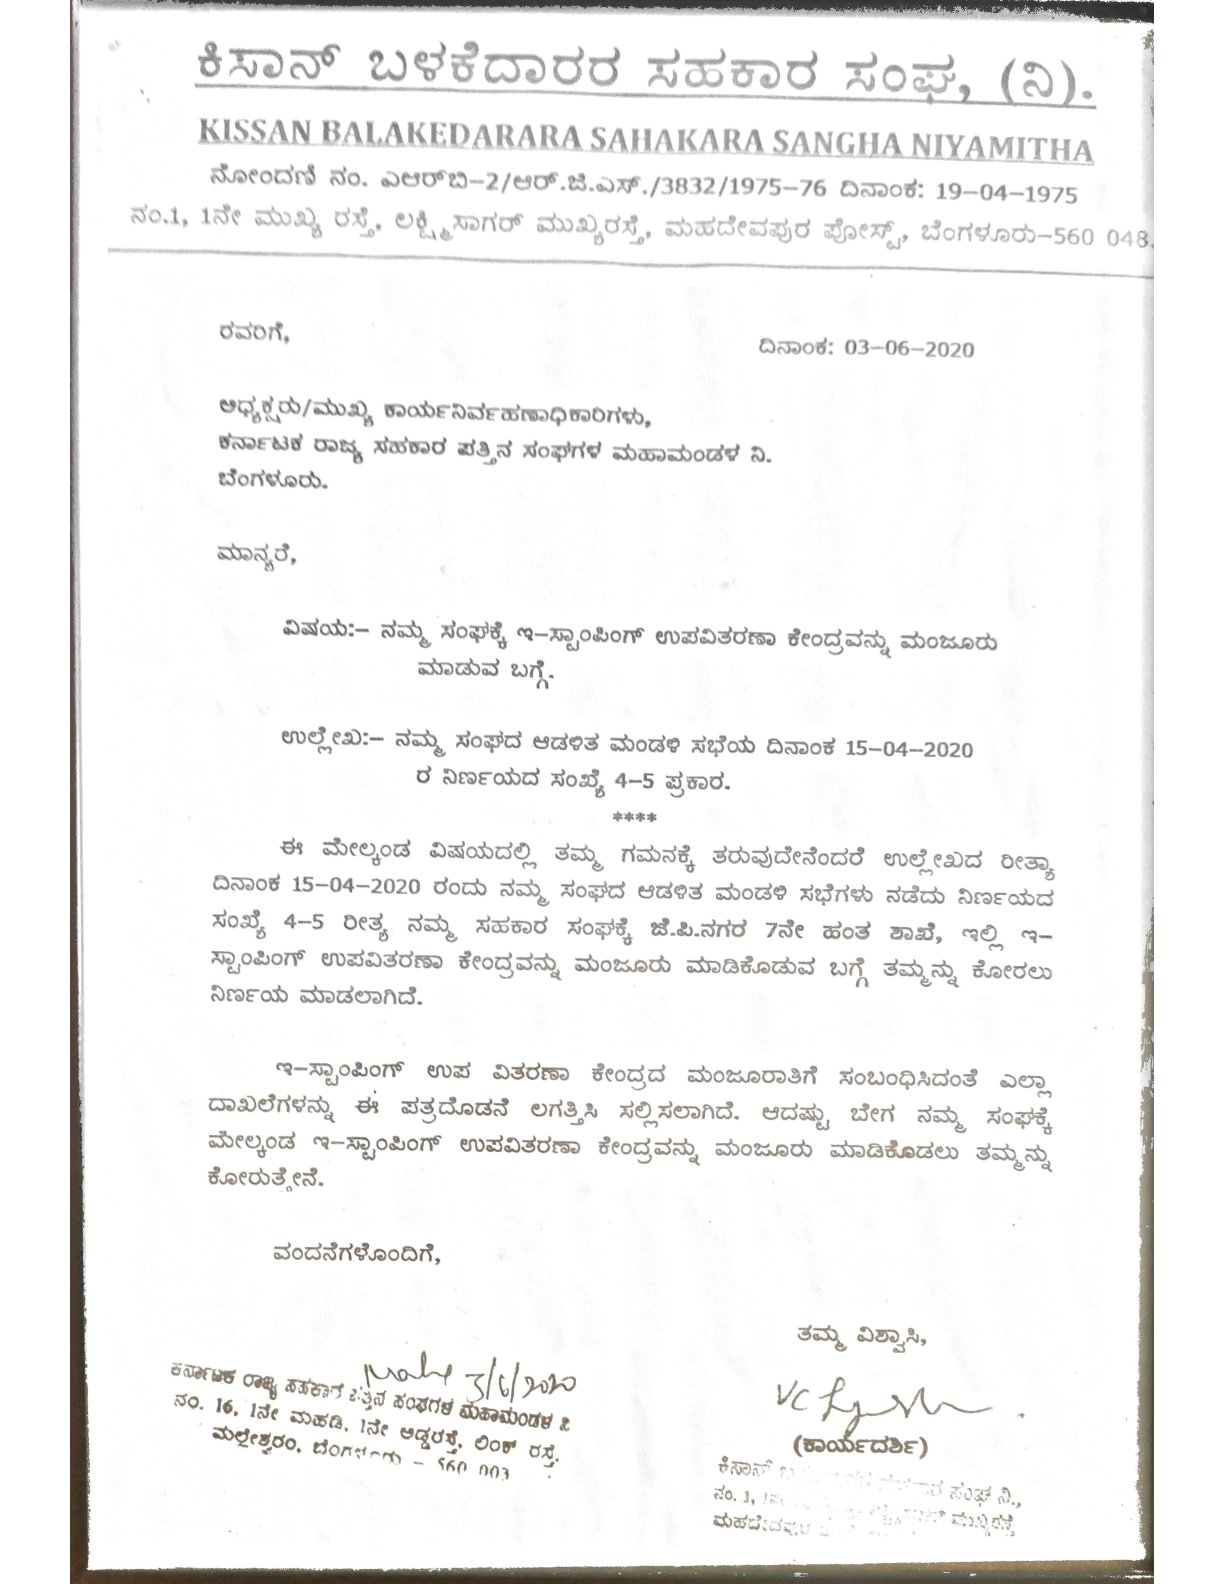 ಕಿಸಾನ್ ಬಳಕೆದಾರರ ಸಹಕಾರ ಸಂಘ, (ನಿ).
KISSAN BALAKEDARARA SAHAKARA SANGHA NIYAMITHA
ನೋಂದಣಿ ನಂ. ಎಆರ್‌ಬಿ–2/ಆರ್.ಜಿ.ಎಸ್./3832/1975–76 ದಿನಾಂಕ: 19–04–1975
ನಂ.1, 1ನೇ ಮುಖ್ಯ ರಸ್ತೆ, ಲಕ್ಷ್ಮಿಸಾಗರ್ ಮುಖ್ಯರಸ್ತೆ, ಮಹದೇವಪುರ ಪೋಸ್ಟ್, ಬೆಂಗಳೂರು–560 048.
ರವರಿಗೆ,
ದಿನಾಂಕ: 03–06–2020
ಅಧ್ಯಕ್ಷರು/ಮುಖ್ಯ ಕಾರ್ಯನಿರ್ವಹಣಾಧಿಕಾರಿಗಳು,
ಕರ್ನಾಟಕ ರಾಜ್ಯ ಸಹಕಾರ ಪತ್ತಿನ ಸಂಘಗಳ ಮಹಾಮಂಡಳ ನಿ.
ಬೆಂಗಳೂರು.
ಮಾನ್ಯರೆ,
ವಿಷಯ:– ನಮ್ಮ ಸಂಘಕ್ಕೆ ಇ–ಸ್ಟಾಂಪಿಂಗ್ ಉಪವಿತರಣಾ ಕೇಂದ್ರವನ್ನು ಮಂಜೂರು
ಮಾಡುವ ಬಗ್ಗೆ.
ಉಲ್ಲೇಖ:– ನಮ್ಮ ಸಂಘದ ಆಡಳಿತ ಮಂಡಳಿ ಸಭೆಯ ದಿನಾಂಕ 15–04–2020
ರ ನಿರ್ಣಯದ ಸಂಖ್ಯೆ 4–5 ಪ್ರಕಾರ.
****
ಈ ಮೇಲ್ಕಂಡ ವಿಷಯದಲ್ಲಿ ತಮ್ಮ ಗಮನಕ್ಕೆ ತರುವುದೇನೆಂದರೆ ಉಲ್ಲೇಖದ ರೀತ್ಯಾ
ದಿನಾಂಕ 15–04–2020 ರಂದು ನಮ್ಮ ಸಂಘದ ಆಡಳಿತ ಮಂಡಳಿ ಸಭೆಗಳು ನಡೆದು ನಿರ್ಣಯದ
ಸಂಖ್ಯೆ 4–5 ರೀತ್ಯ ನಮ್ಮ ಸಹಕಾರ ಸಂಘಕ್ಕೆ ಜೆ.ಪಿ.ನಗರ 7ನೇ ಹಂತ ಶಾಖೆ, ಇಲ್ಲಿ ಇ–
ಸ್ಟಾಂಪಿಂಗ್ ಉಪವಿತರಣಾ ಕೇಂದ್ರವನ್ನು ಮಂಜೂರು ಮಾಡಿಕೊಡುವ ಬಗ್ಗೆ ತಮ್ಮನ್ನು ಕೋರಲು
ನಿರ್ಣಯ ಮಾಡಲಾಗಿದೆ.
ಇ–ಸ್ಟಾಂಪಿಂಗ್ ಉಪ ವಿತರಣಾ ಕೇಂದ್ರದ ಮಂಜೂರಾತಿಗೆ ಸಂಬಂಧಿಸಿದಂತೆ ಎಲ್ಲಾ
ದಾಖಲೆಗಳನ್ನು ಈ ಪತ್ರದೊಡನೆ ಲಗತ್ತಿಸಿ ಸಲ್ಲಿಸಲಾಗಿದೆ. ಆದಷ್ಟು ಬೇಗ ನಮ್ಮ ಸಂಘಕ್ಕೆ
ಮೇಲ್ಕಂಡ ಇ–ಸ್ಟಾಂಪಿಂಗ್ ಉಪವಿತರಣಾ ಕೇಂದ್ರವನ್ನು ಮಂಜೂರು ಮಾಡಿಕೊಡಲು ತಮ್ಮನ್ನು
ಕೋರುತ್ತೇನೆ.
ವಂದನೆಗಳೊಂದಿಗೆ,
ತಮ್ಮ ವಿಶ್ವಾಸಿ,
3/6/2020
ಕರ್ನಾಟಕ ರಾಜ್ಯ ಸಹಕಾರ ಪತ್ತಿನ ಸಂಘಗಳ ಮಹಾಮಂಡಳ ನಿ
ನಂ. 16, 1ನೇ ಮಹಡಿ, 1ನೇ ಅಡ್ಡರಸ್ತೆ, ಲಿಂಕ್ ರಸ್ತೆ,
ಮಲ್ಲೇಶ್ವರಂ, ಬೆಂಗಳೂರು – 560 003
(ಕಾರ್ಯದರ್ಶಿ)
ಕಿಸಾನ್ ಸಂಘ ನಿ.,
ನಂ. 1, ಮುಖ್ಯರಸ್ತೆ
ಮಹದೇವಪುರ